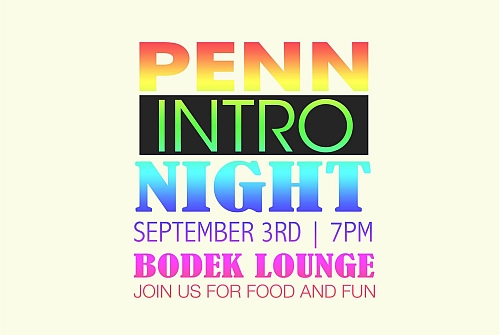 PENN
INTRO
NIGHT
SEPTEMBER 3RD | 7PM
BODEK LOUNGE
JOIN US FOR FOOD AND FUN